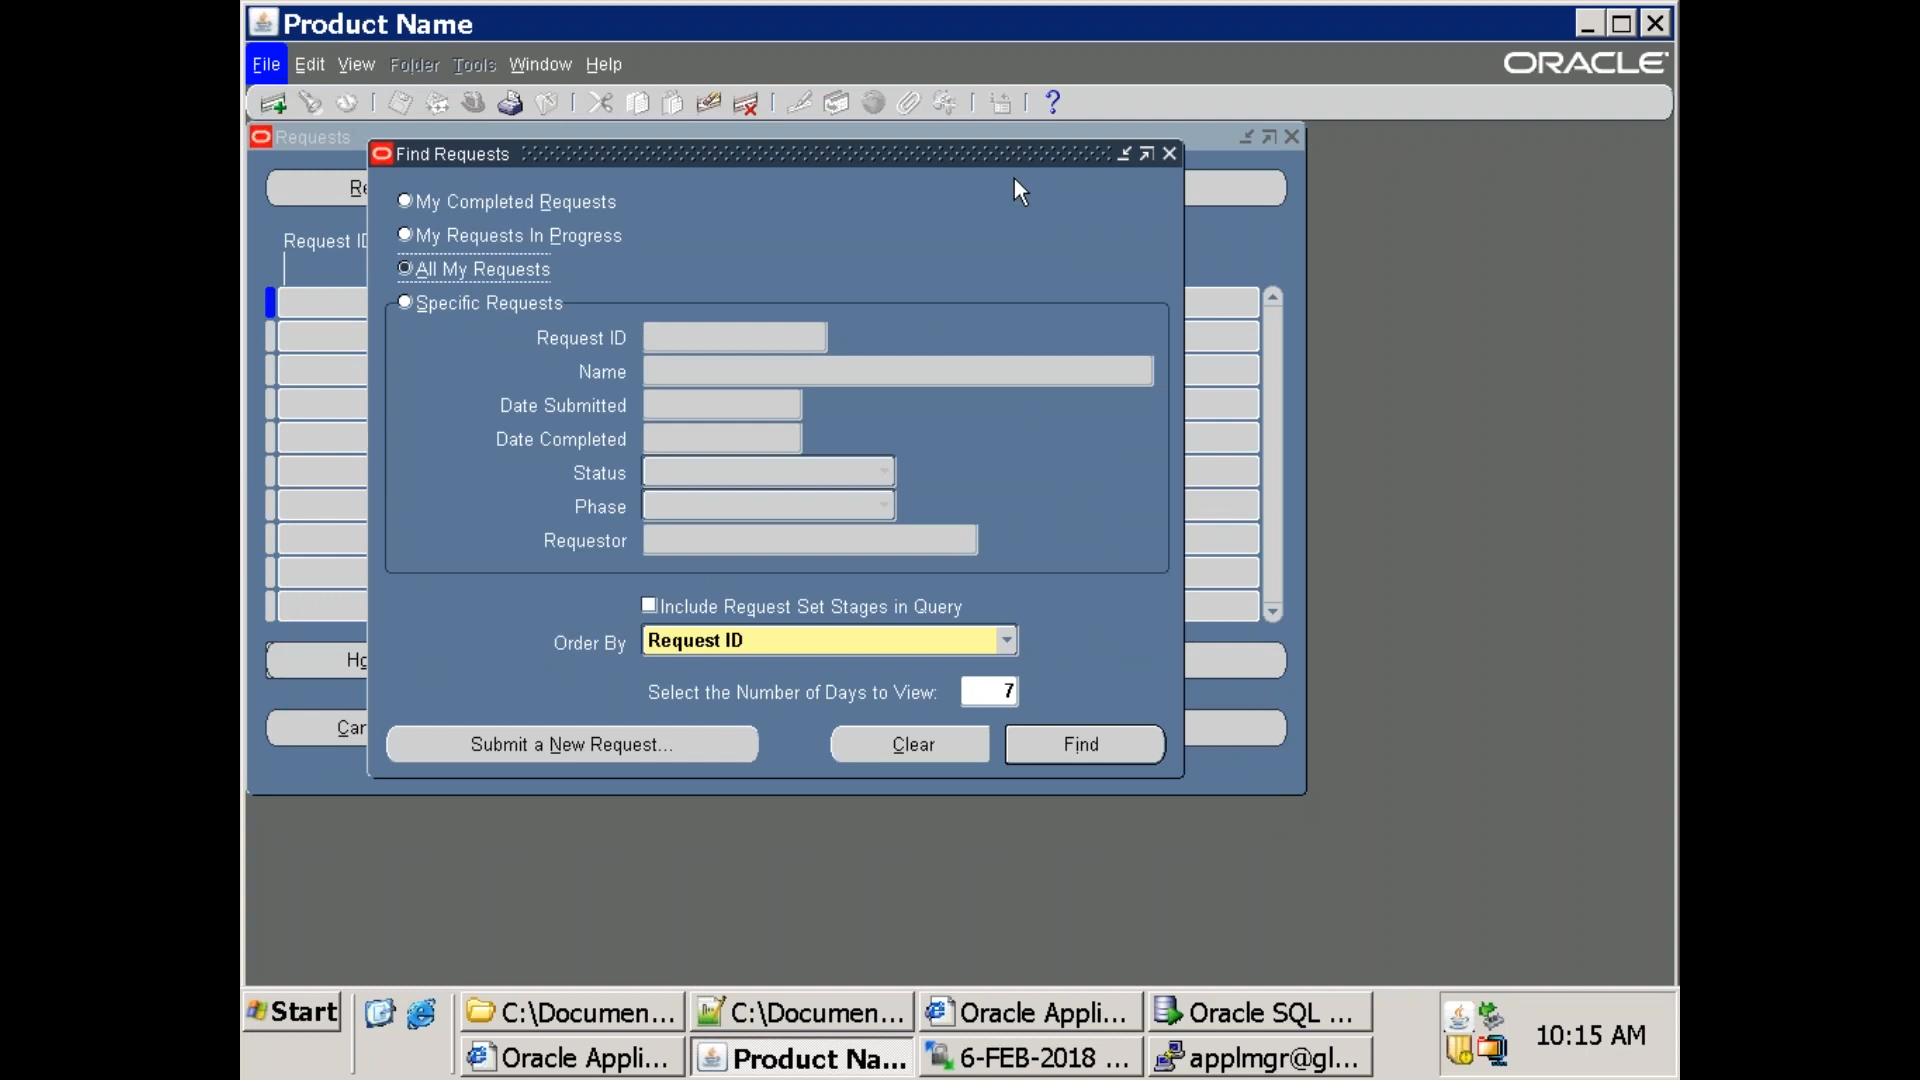 Product Name
File Edit View Folder Tools Window Help
ORACLE
Requests
Find Requests
My Completed Requests
Request ID
My Requests In Progress
All My Requests
Specific Requests
Request ID
Name
Date Submitted
Date Completed
Status
Phase
Requestor
Include Request Set Stages in Query
Order By Request ID
Select the Number of Days to View: 7
Submit a New Request... Clear Find
Start C:\Documen... C:\Documen... Oracle Appli... Oracle SQL ...
10:15 AM
Oracle Appli... Product Na... 6-FEB-2018 ... applmgr@gl...